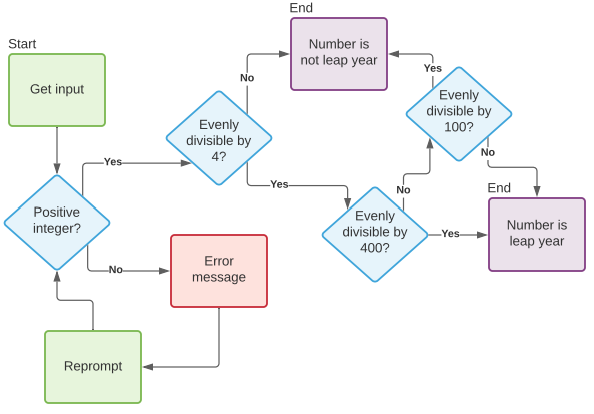 Start
Get input
Positive
integer?
Yes
No
Error
message
Reprompt
Evenly
divisible by
4?
No
Yes
End
Number is
not leap year
Evenly
divisible by
400?
No
Yes
Evenly
divisible by
100?
Yes
No
End
Number is
leap year